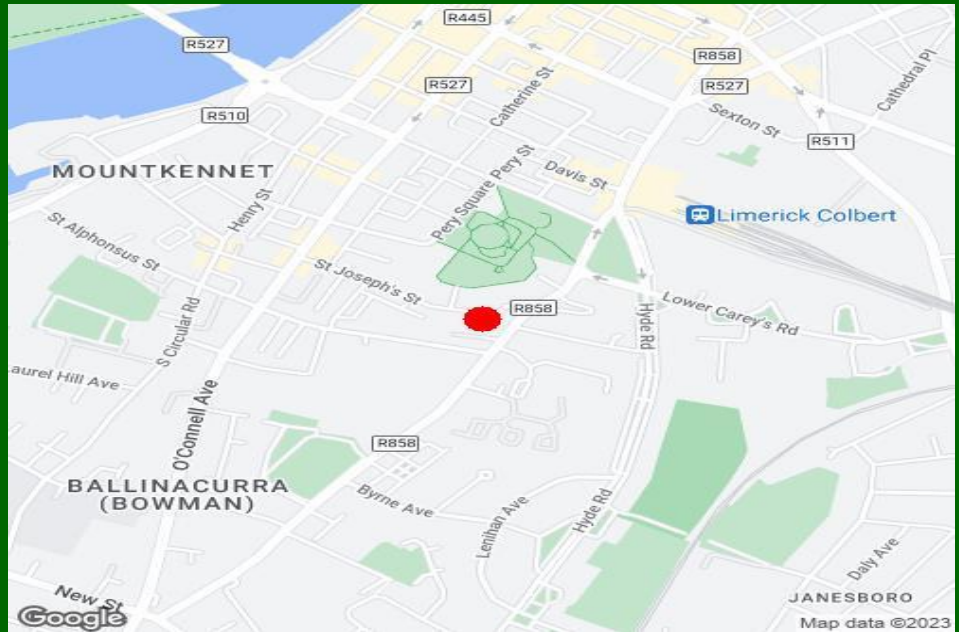 R445
R527
R858
R527
R527
Catherine St
Cathedral Pl
R510
Sexton St
R511
MOUNTKENNET
Davis St
Pery Square Pery St
Henry St
Limerick Colbert
St Alphonsus St
St Joseph's St
R858
Lower Carey's Rd
S Circular Rd
Hyde Rd
Laurel Hill Ave
O'Connell Ave
R858
BALLINACURRA
(BOWMAN)
Byrne Ave
Lenihan Ave
Hyde Rd
Daly Ave
New St
JANESBORO
Google
Map data ©2023